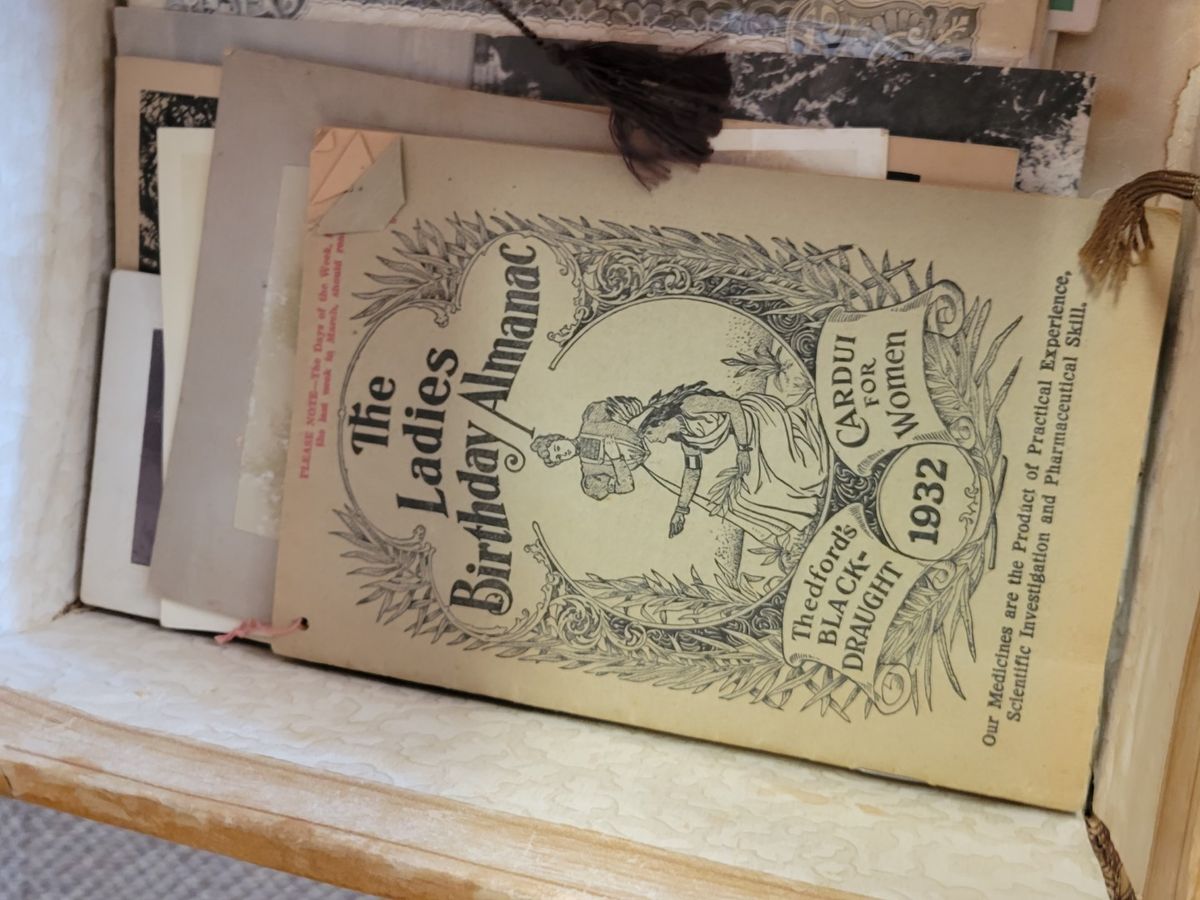 PLEASE NOTE—The Days of the Week,
the last week in March, should
The
Ladies
Birthday Almanac
Thedford's
BLACK-
DRAUGHT
1932
CARDUI
FOR
Women
Our Medicines are the Product of Practical Experience,
Scientific Investigation and Pharmaceutical Skill.